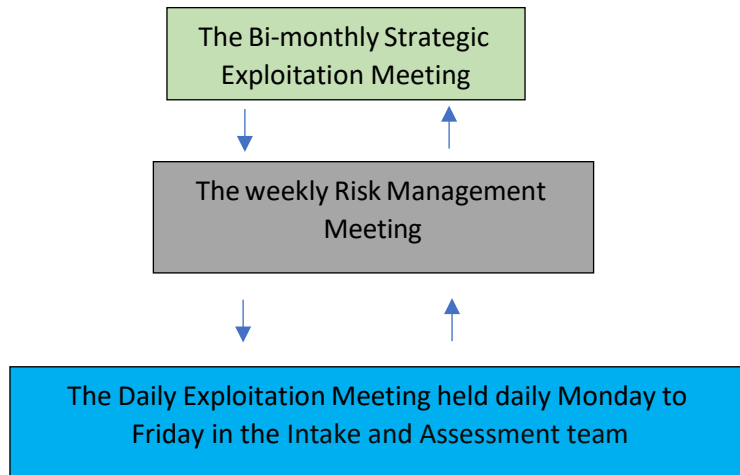 The Bi-monthly Strategic
Exploitation Meeting
The weekly Risk Management
Meeting
The Daily Exploitation Meeting held daily Monday to
Friday in the Intake and Assessment team